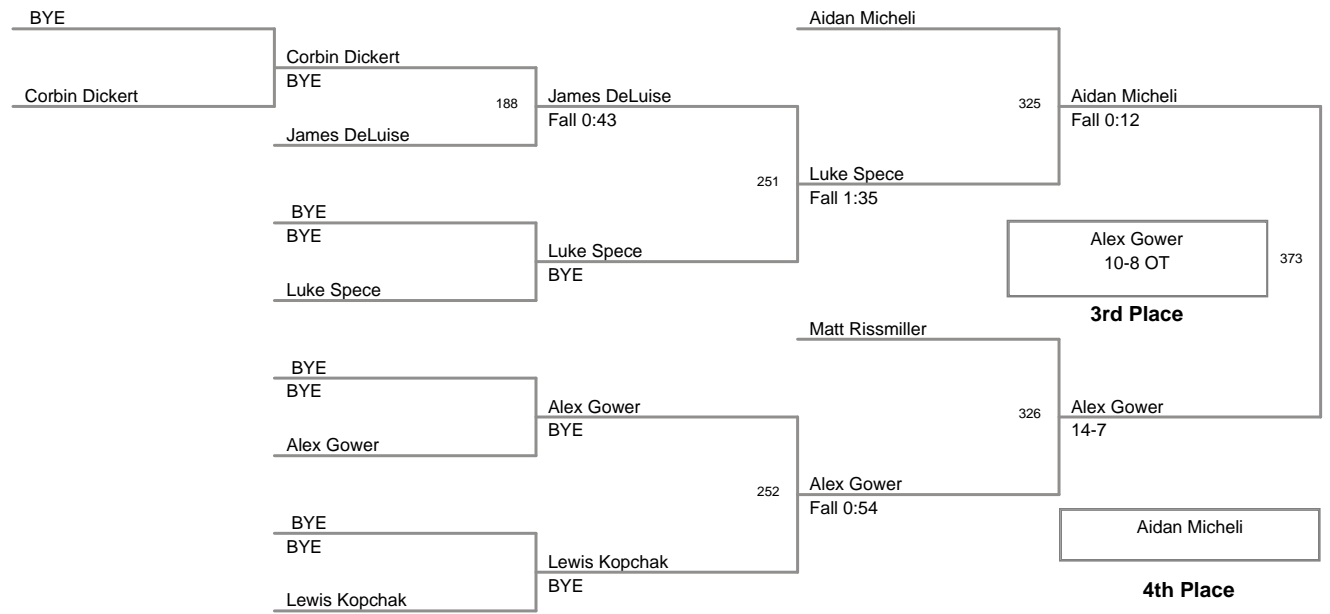 BYE
Corbin Dickert
Corbin Dickert
BYE
188
James DeLuise
James DeLuise
Fall 0:43
BYE
BYE
Luke Spece
Luke Spece
BYE
251
Luke Spece
Fall 1:35
Aidan Micheli
325
Aidan Micheli
Fall 0:12
Alex Gower
10-8 OT
373
3rd Place
BYE
BYE
Alex Gower
Alex Gower
BYE
252
Alex Gower
Fall 0:54
BYE
BYE
Lewis Kopchak
Lewis Kopchak
BYE
Matt Rissmiller
326
Alex Gower
14-7
Aidan Micheli
4th Place